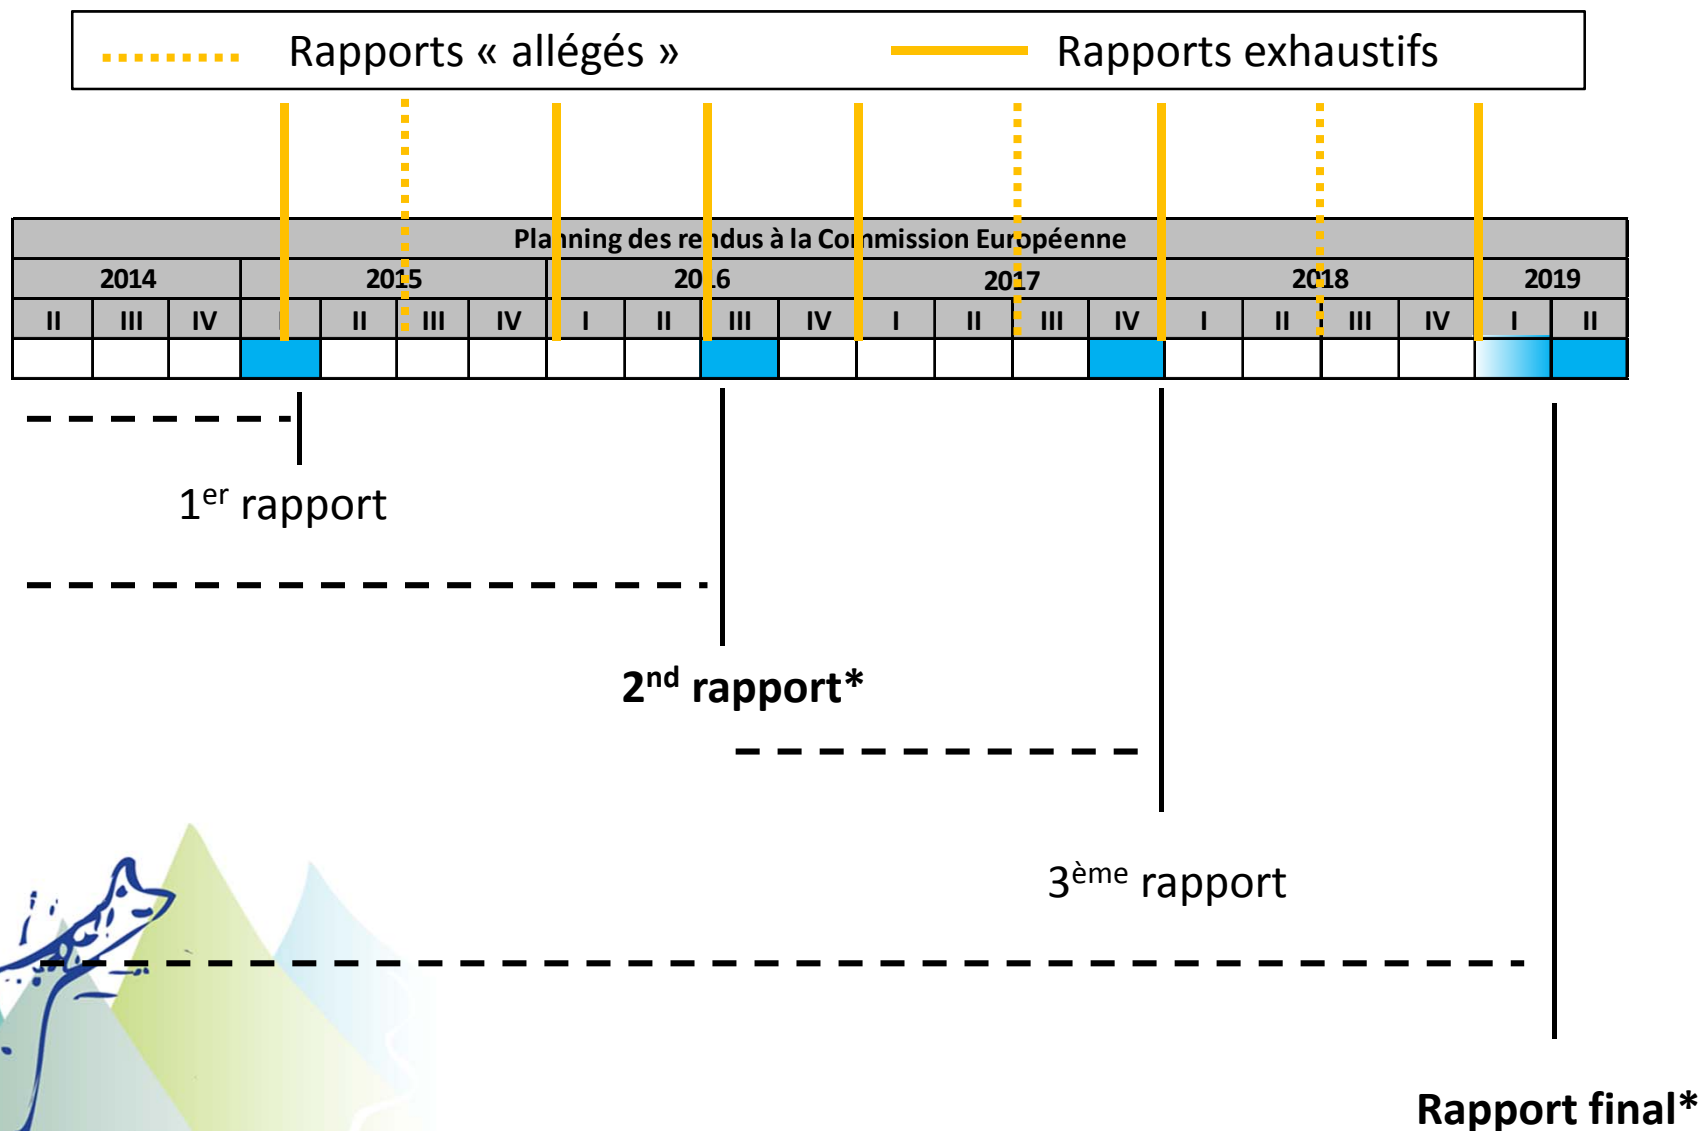 Rapports « allégés » Rapports exhaustifs
Planning des rendus à la Commission Européenne
2014 2015 2016 2017 2018 2019
II III IV I II III IV I II III IV I II III IV I II III IV I II
1er rapport
2nd rapport*
3ème rapport
Rapport final*